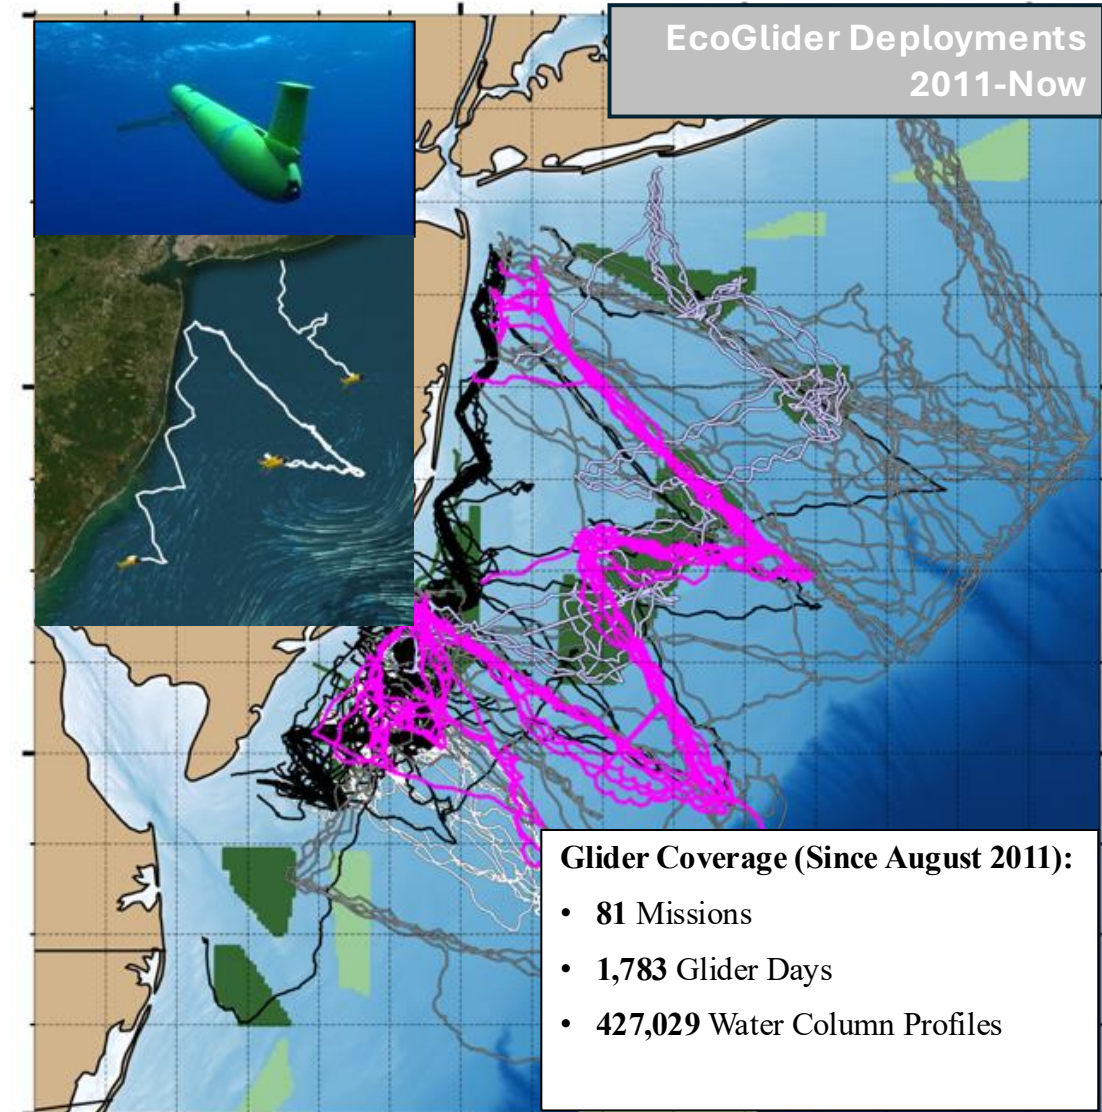 EcoGlider Deployments
2011-Now
Glider Coverage (Since August 2011):
• 81 Missions
• 1,783 Glider Days
• 427,029 Water Column Profiles